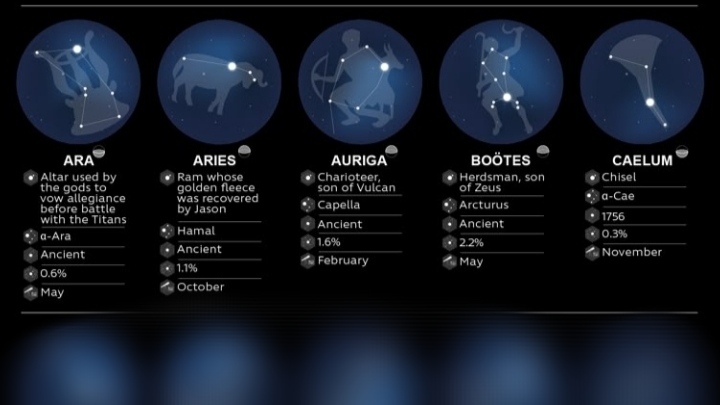 ARA
Altar used by
the gods to
vow allegiance
before battle
with the Titans
α-Ara
Ancient
0.6%
May
ARIES
Ram whose
golden fleece
was recovered
by Jason
Hamal
Ancient
1.1%
October
AURIGA
Charioteer,
son of Vulcan
Capella
Ancient
1.6%
February
BOÖTES
Herdsman, son
of Zeus
Arcturus
Ancient
2.2%
May
CAELUM
Chisel
α-Cae
1756
0.3%
November